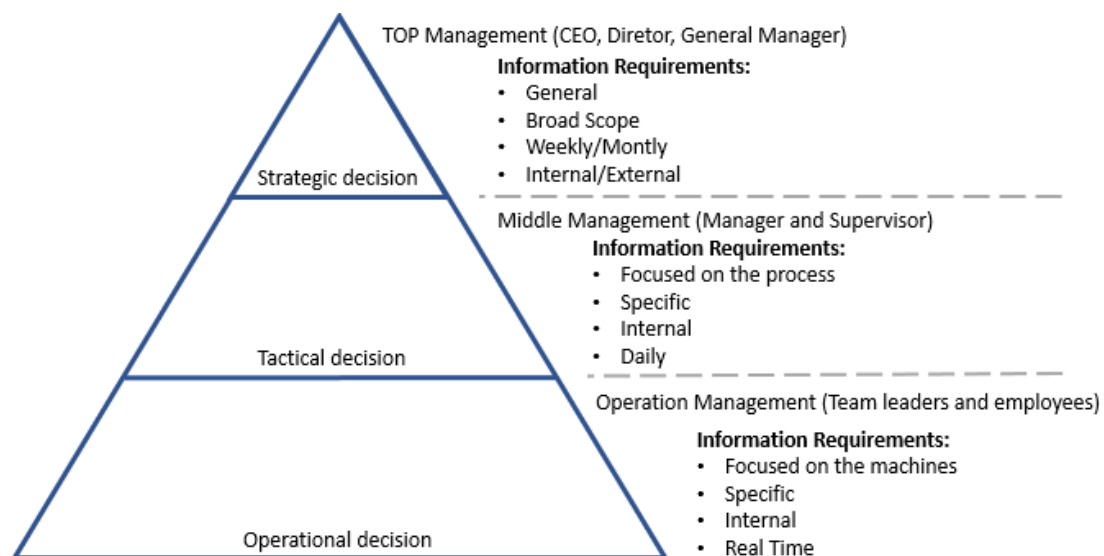 TOP Management (CEO, Diretor, General Manager)
Information Requirements:
• General
• Broad Scope
• Weekly/Montly
• Internal/External
Strategic decision
Middle Management (Manager and Supervisor)
Information Requirements:
• Focused on the process
• Specific
• Internal
• Daily
Tactical decision
Operation Management (Team leaders and employees)
Information Requirements:
• Focused on the machines
• Specific
• Internal
• Real Time
Operational decision